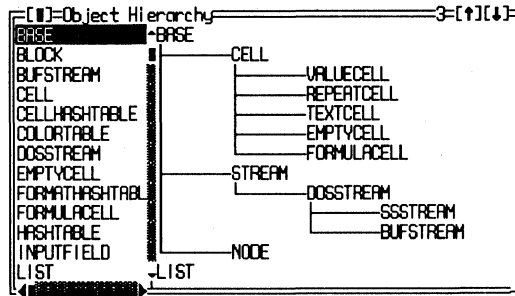 [■]=Object Hierarchy 3=[↑][↓]=
BASE
BLOCK
BUFSTREAM
CELL
CELLHASHTABLE
COLORTABLE
DOSSTREAM
EMPTYCELL
FORMATHASHTABL
FORMULACELL
HASHTABLE
INPUTFIELD
LIST
BASE
CELL
VALUECELL
REPEATCELL
TEXTCELL
EMPTYCELL
FORMULACELL
STREAM
DOSSTREAM
SSSTREAM
BUFSTREAM
NODE
LIST